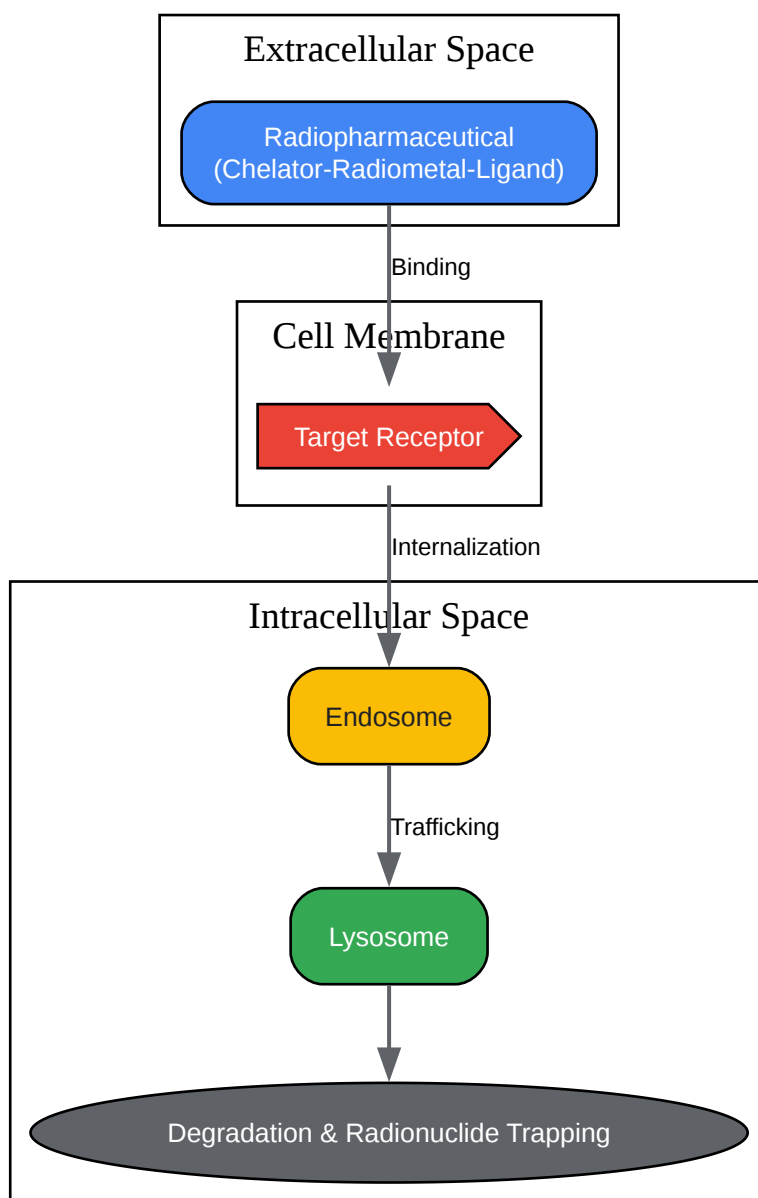 Extracellular Space
Radiopharmaceutical
(Chelator-Radiometal-Ligand)
Binding
Cell Membrane
Target Receptor
Internalization
Intracellular Space
Endosome
Trafficking
Lysosome
Degradation & Radionuclide Trapping